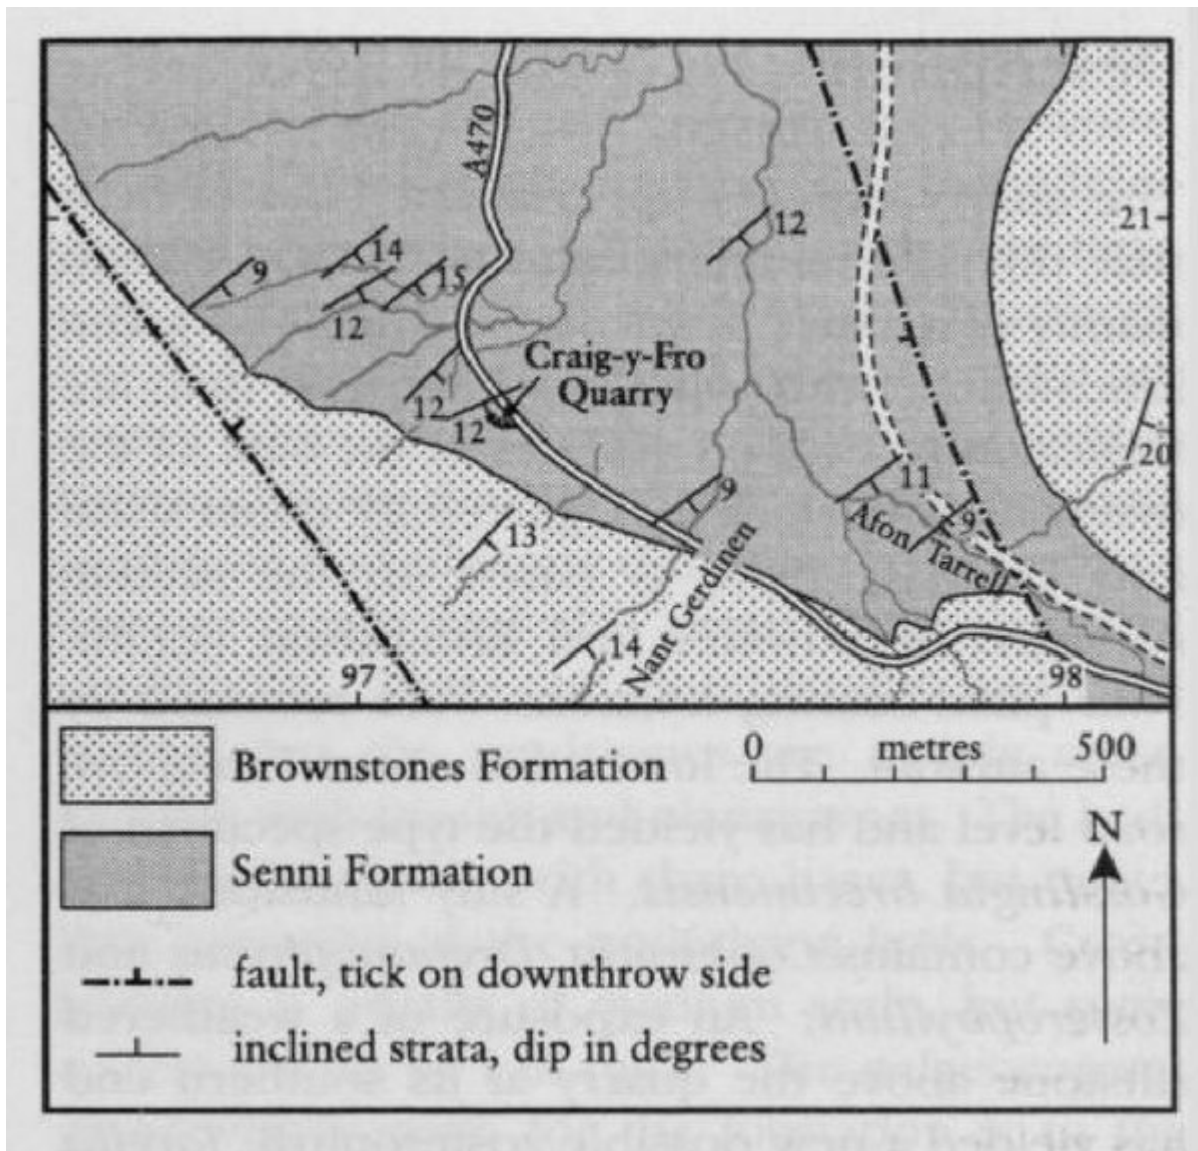 A470
21
12
14
9
15
12
Craig-y-Fro
Quarry
12
12
20
11
9
9
13
Afon Tarrell
14
Nant Gerdinen
97
98
Brownstones Formation
0 metres 500
N
Senni Formation
fault, tick on downthrow side
inclined strata, dip in degrees